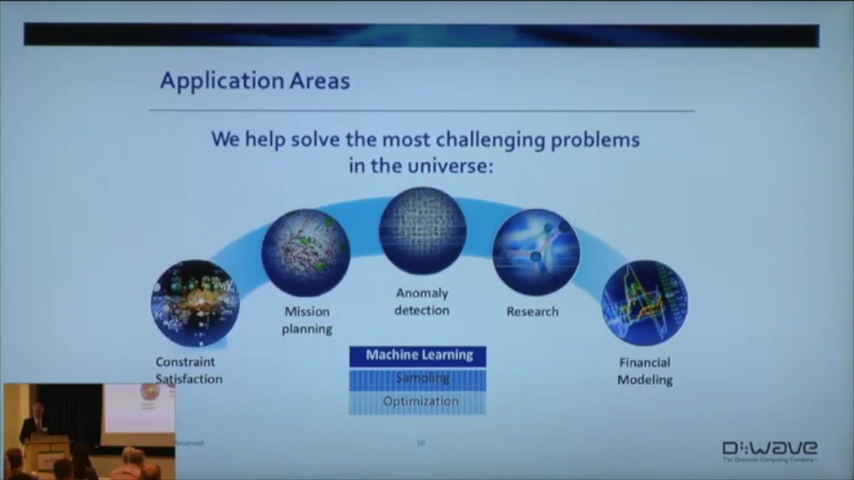 Application Areas
We help solve the most challenging problems
in the universe:
Anomaly
detection
Mission
planning
Research
Constraint
Satisfaction
Financial
Modeling
Machine Learning
Sampling
Optimization
Reserved
10
D:Wave
The Quantum Computing Company